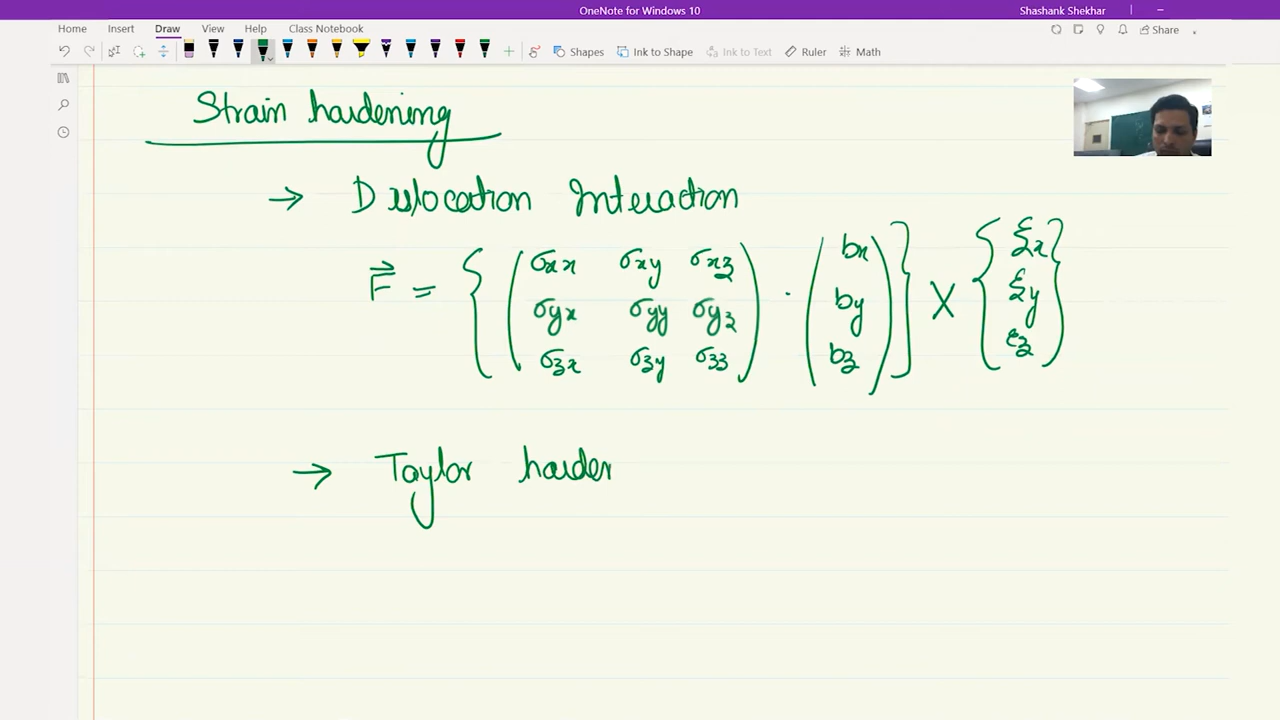 OneNote for Windows 10
Shashank Shekhar
Home Insert Draw View Help Class Notebook
Share
Shapes Ink to Shape Ink to Text Ruler Math
Strain hardening
→ Dislocation Interaction
F⃗ = { ( σxx σxy σxz ) · ( bx ) } × { ξx }
σyx σyy σyz by ξy
σzx σzy σzz bz ξz
→ Taylor harden